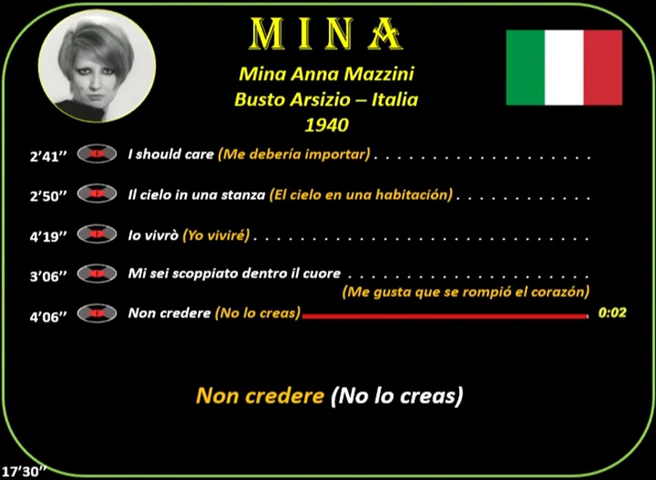 MINA
Mina Anna Mazzini
Busto Arsizio – Italia
1940
2’41’’ I should care (Me debería importar) . . . . . . . . . . . . . . . . . . .
2’50’’ Il cielo in una stanza (El cielo en una habitación) . . . . . . . . . . . .
4’19’’ Io vivrò (Yo viviré) . . . . . . . . . . . . . . . . . . . . . . . . . . . . .
3’06’’ Mi sei scoppiato dentro il cuore . . . . . . . . . . . . . . . . . . . . .
(Me gusta que se rompió el corazón)
4’06’’ Non credere (No lo creas) 0:02
Non credere (No lo creas)
17’30’’